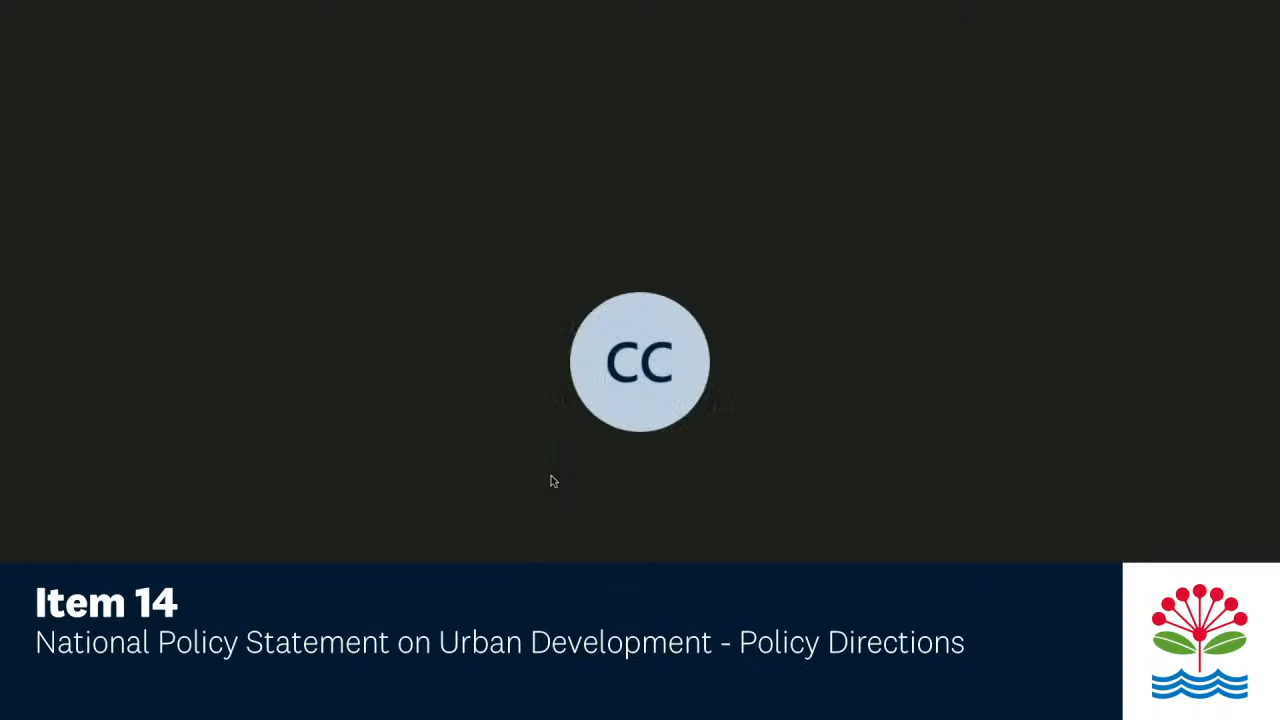 CC
Item 14
National Policy Statement on Urban Development - Policy Directions